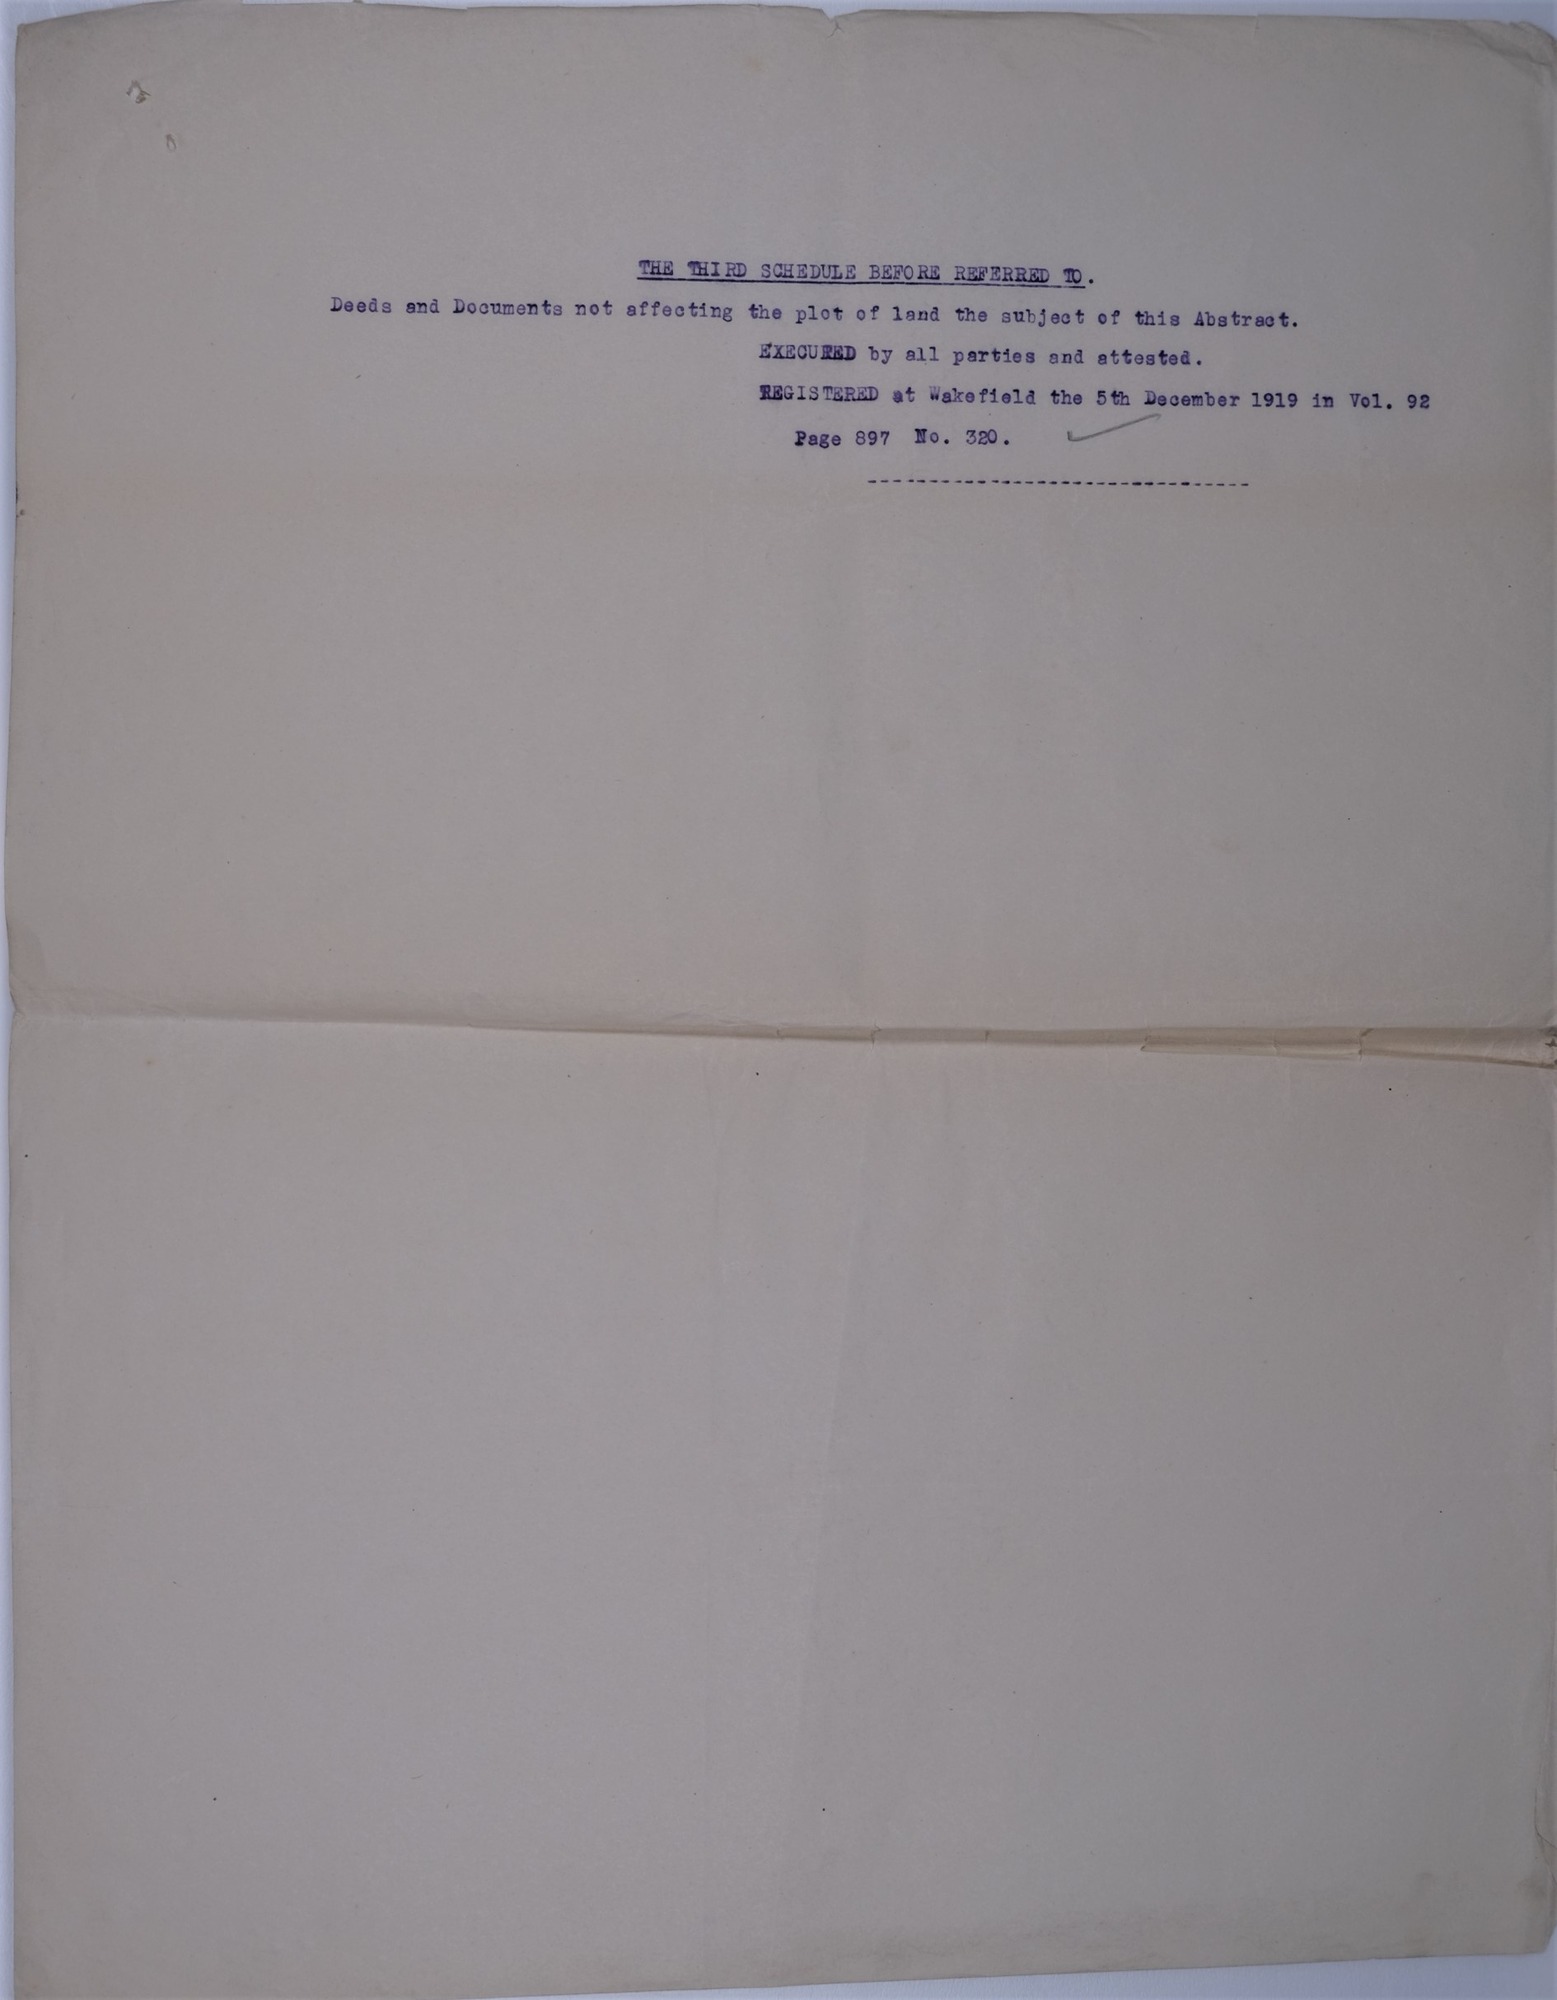 THE THIRD SCHEDULE BEFORE REFERRED TO.
Deeds and Documents not affecting the plot of land the subject of this Abstract.
EXECURED by all parties and attested.
REGISTERED at Wakefield the 5th December 1919 in Vol. 92
Page 897 No. 320.